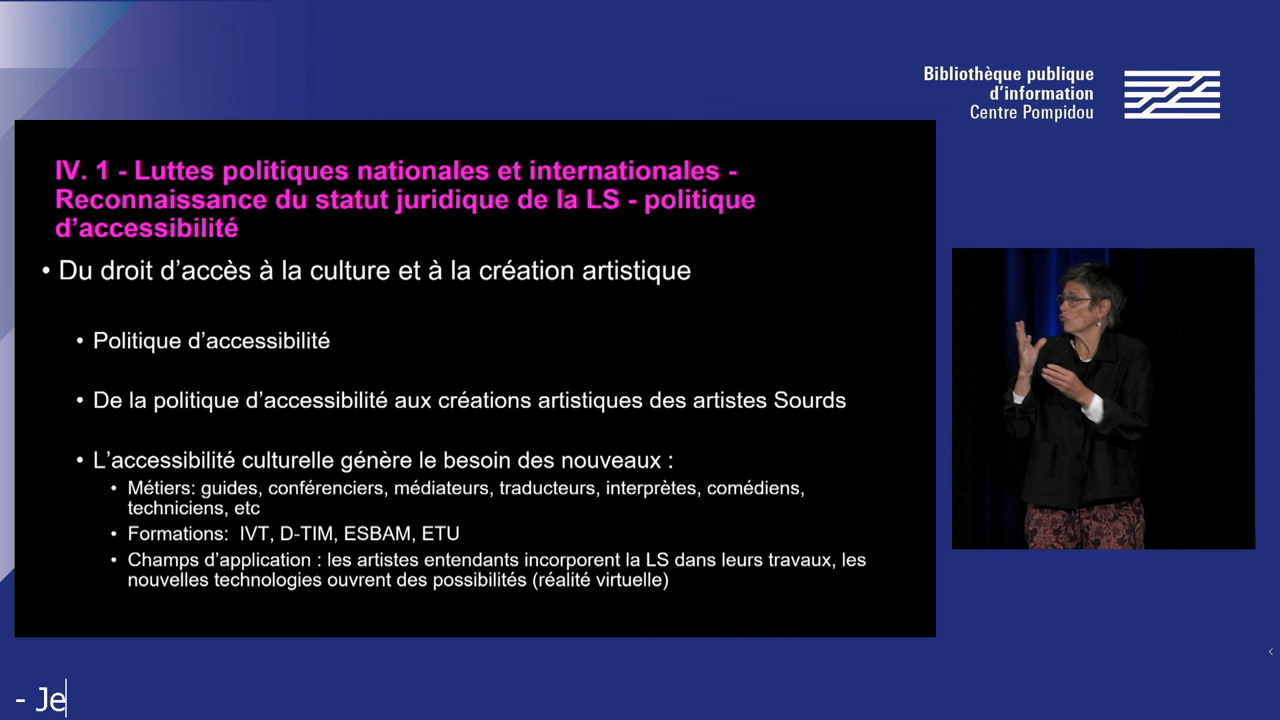 Bibliothèque publique
d'information
Centre Pompidou
IV. 1 - Luttes politiques nationales et internationales -
Reconnaissance du statut juridique de la LS - politique
d'accessibilité
• Du droit d'accès à la culture et à la création artistique
• Politique d'accessibilité
• De la politique d'accessibilité aux créations artistiques des artistes Sourds
• L'accessibilité culturelle génère le besoin des nouveaux :
• Métiers: guides, conférenciers, médiateurs, traducteurs, interprètes, comédiens,
techniciens, etc
• Formations: IVT, D-TIM, ESBAM, ETU
• Champs d'application : les artistes entendants incorporent la LS dans leurs travaux, les
nouvelles technologies ouvrent des possibilités (réalité virtuelle)
- Je